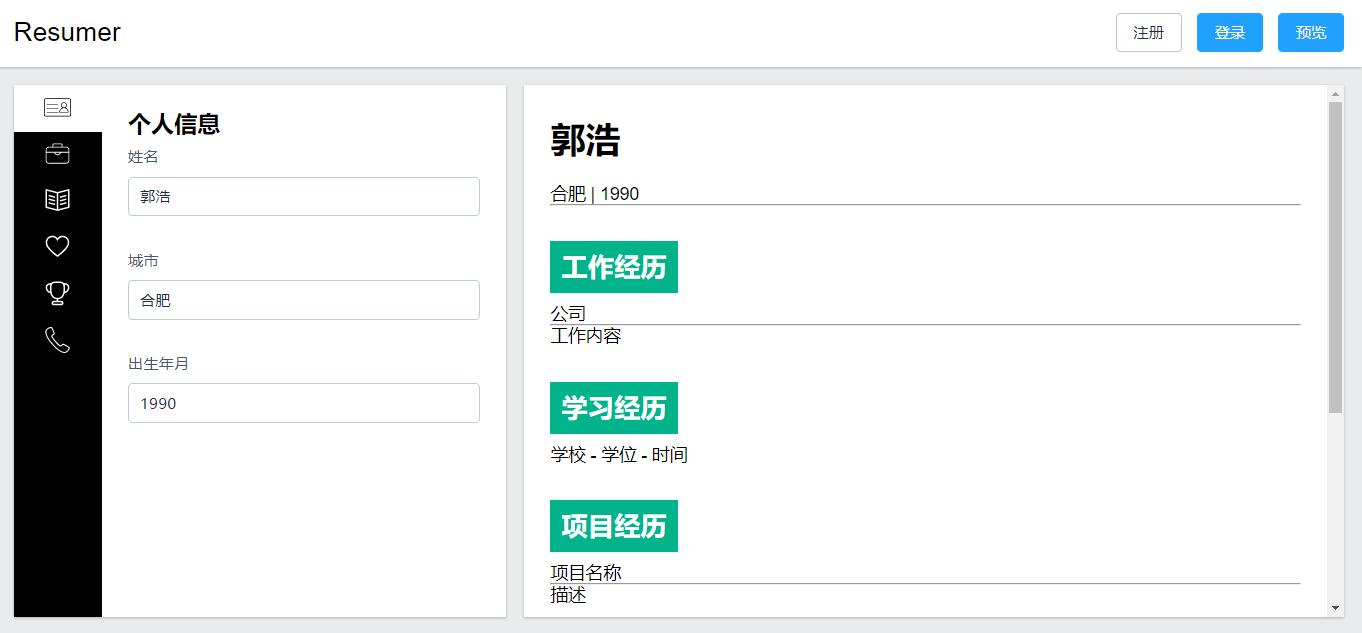 Resumer
注册
登录
预览
个人信息
姓名
郭浩
城市
合肥
出生年月
1990
郭浩
合肥 | 1990
工作经历
公司
工作内容
学习经历
学校 - 学位 - 时间
项目经历
项目名称
描述